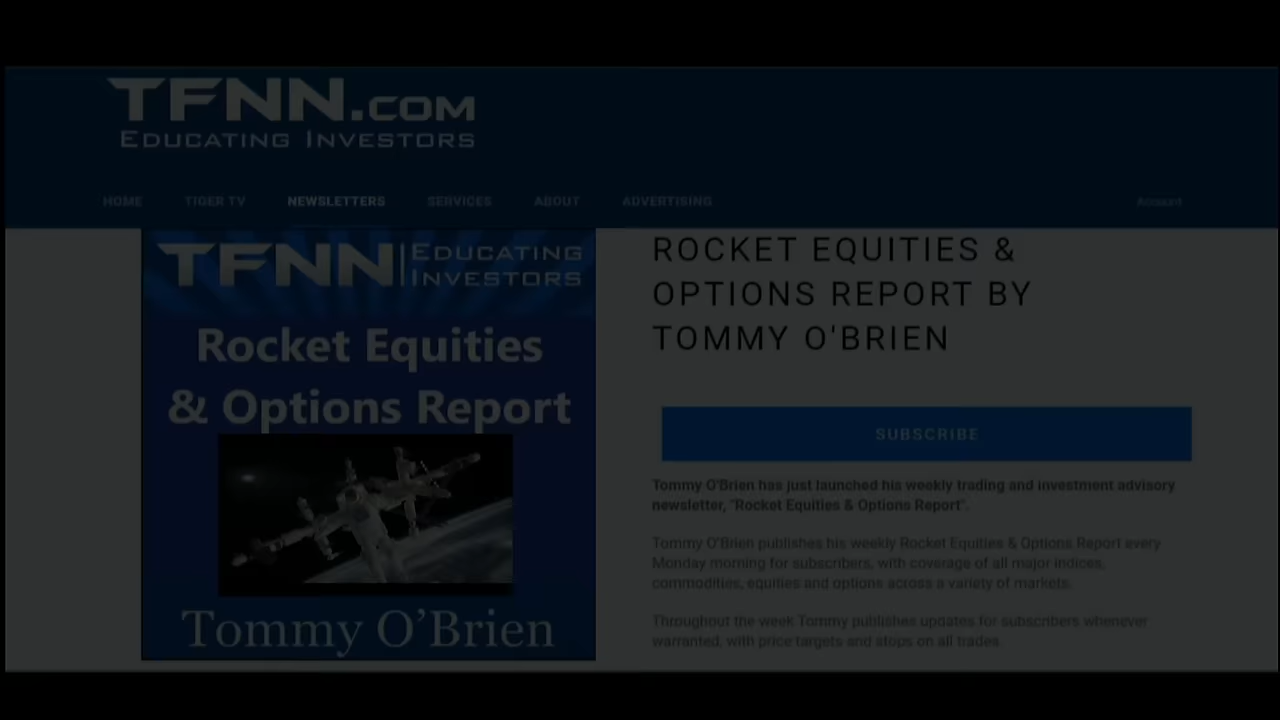 TFNN.COM
EDUCATING INVESTORS
HOME TIGER TV NEWSLETTERS SERVICES ABOUT ADVERTISING Account
TFNN EDUCATING
INVESTORS
Rocket Equities
& Options Report
Tommy O'Brien
ROCKET EQUITIES &
OPTIONS REPORT BY
TOMMY O'BRIEN
SUBSCRIBE
Tommy O'Brien has just launched his weekly trading and investment advisory
newsletter, "Rocket Equities & Options Report".
Tommy O'Brien publishes his weekly Rocket Equities & Options Report every
Monday morning for subscribers, with coverage of all major indices,
commodities, equities and options across a variety of markets.
Throughout the week Tommy publishes updates for subscribers whenever
warranted, with price targets and stops on all trades.